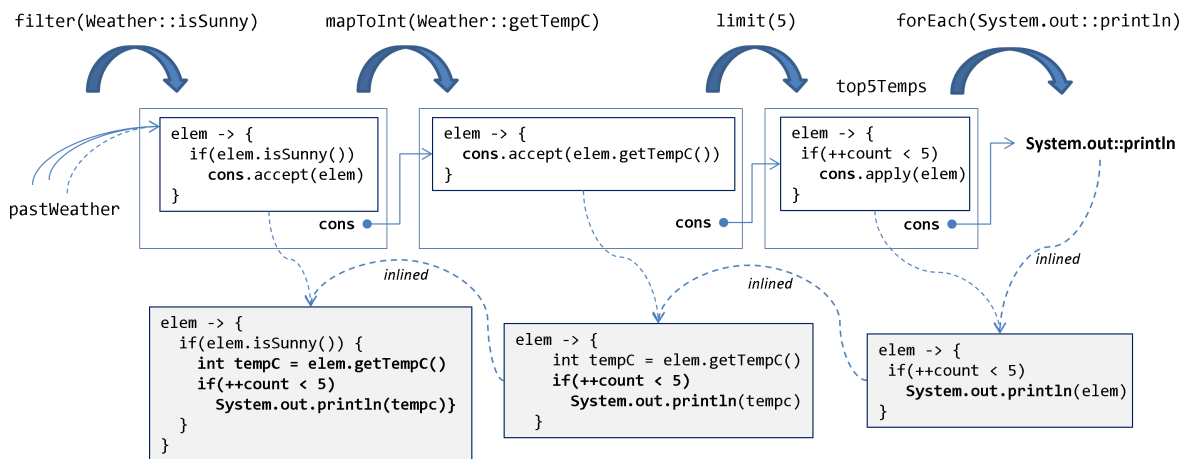 filter(Weather::isSunny)
mapToInt(Weather::getTempC)
limit(5)
forEach(System.out::println)
top5Temps
elem -> {
if(elem.isSunny())
cons.accept(elem)
}
cons
pastWeather
elem -> {
cons.accept(elem.getTempC())
}
cons
elem -> {
if(++count < 5)
cons.apply(elem)
}
cons
System.out::println
inlined
inlined
inlined
elem -> {
if(elem.isSunny()) {
int tempC = elem.getTempC()
if(++count < 5)
System.out.println(tempc)}
}
}
elem -> {
int tempC = elem.getTempC()
if(++count < 5)
System.out.println(tempc)
}
elem -> {
if(++count < 5)
System.out.println(elem)
}